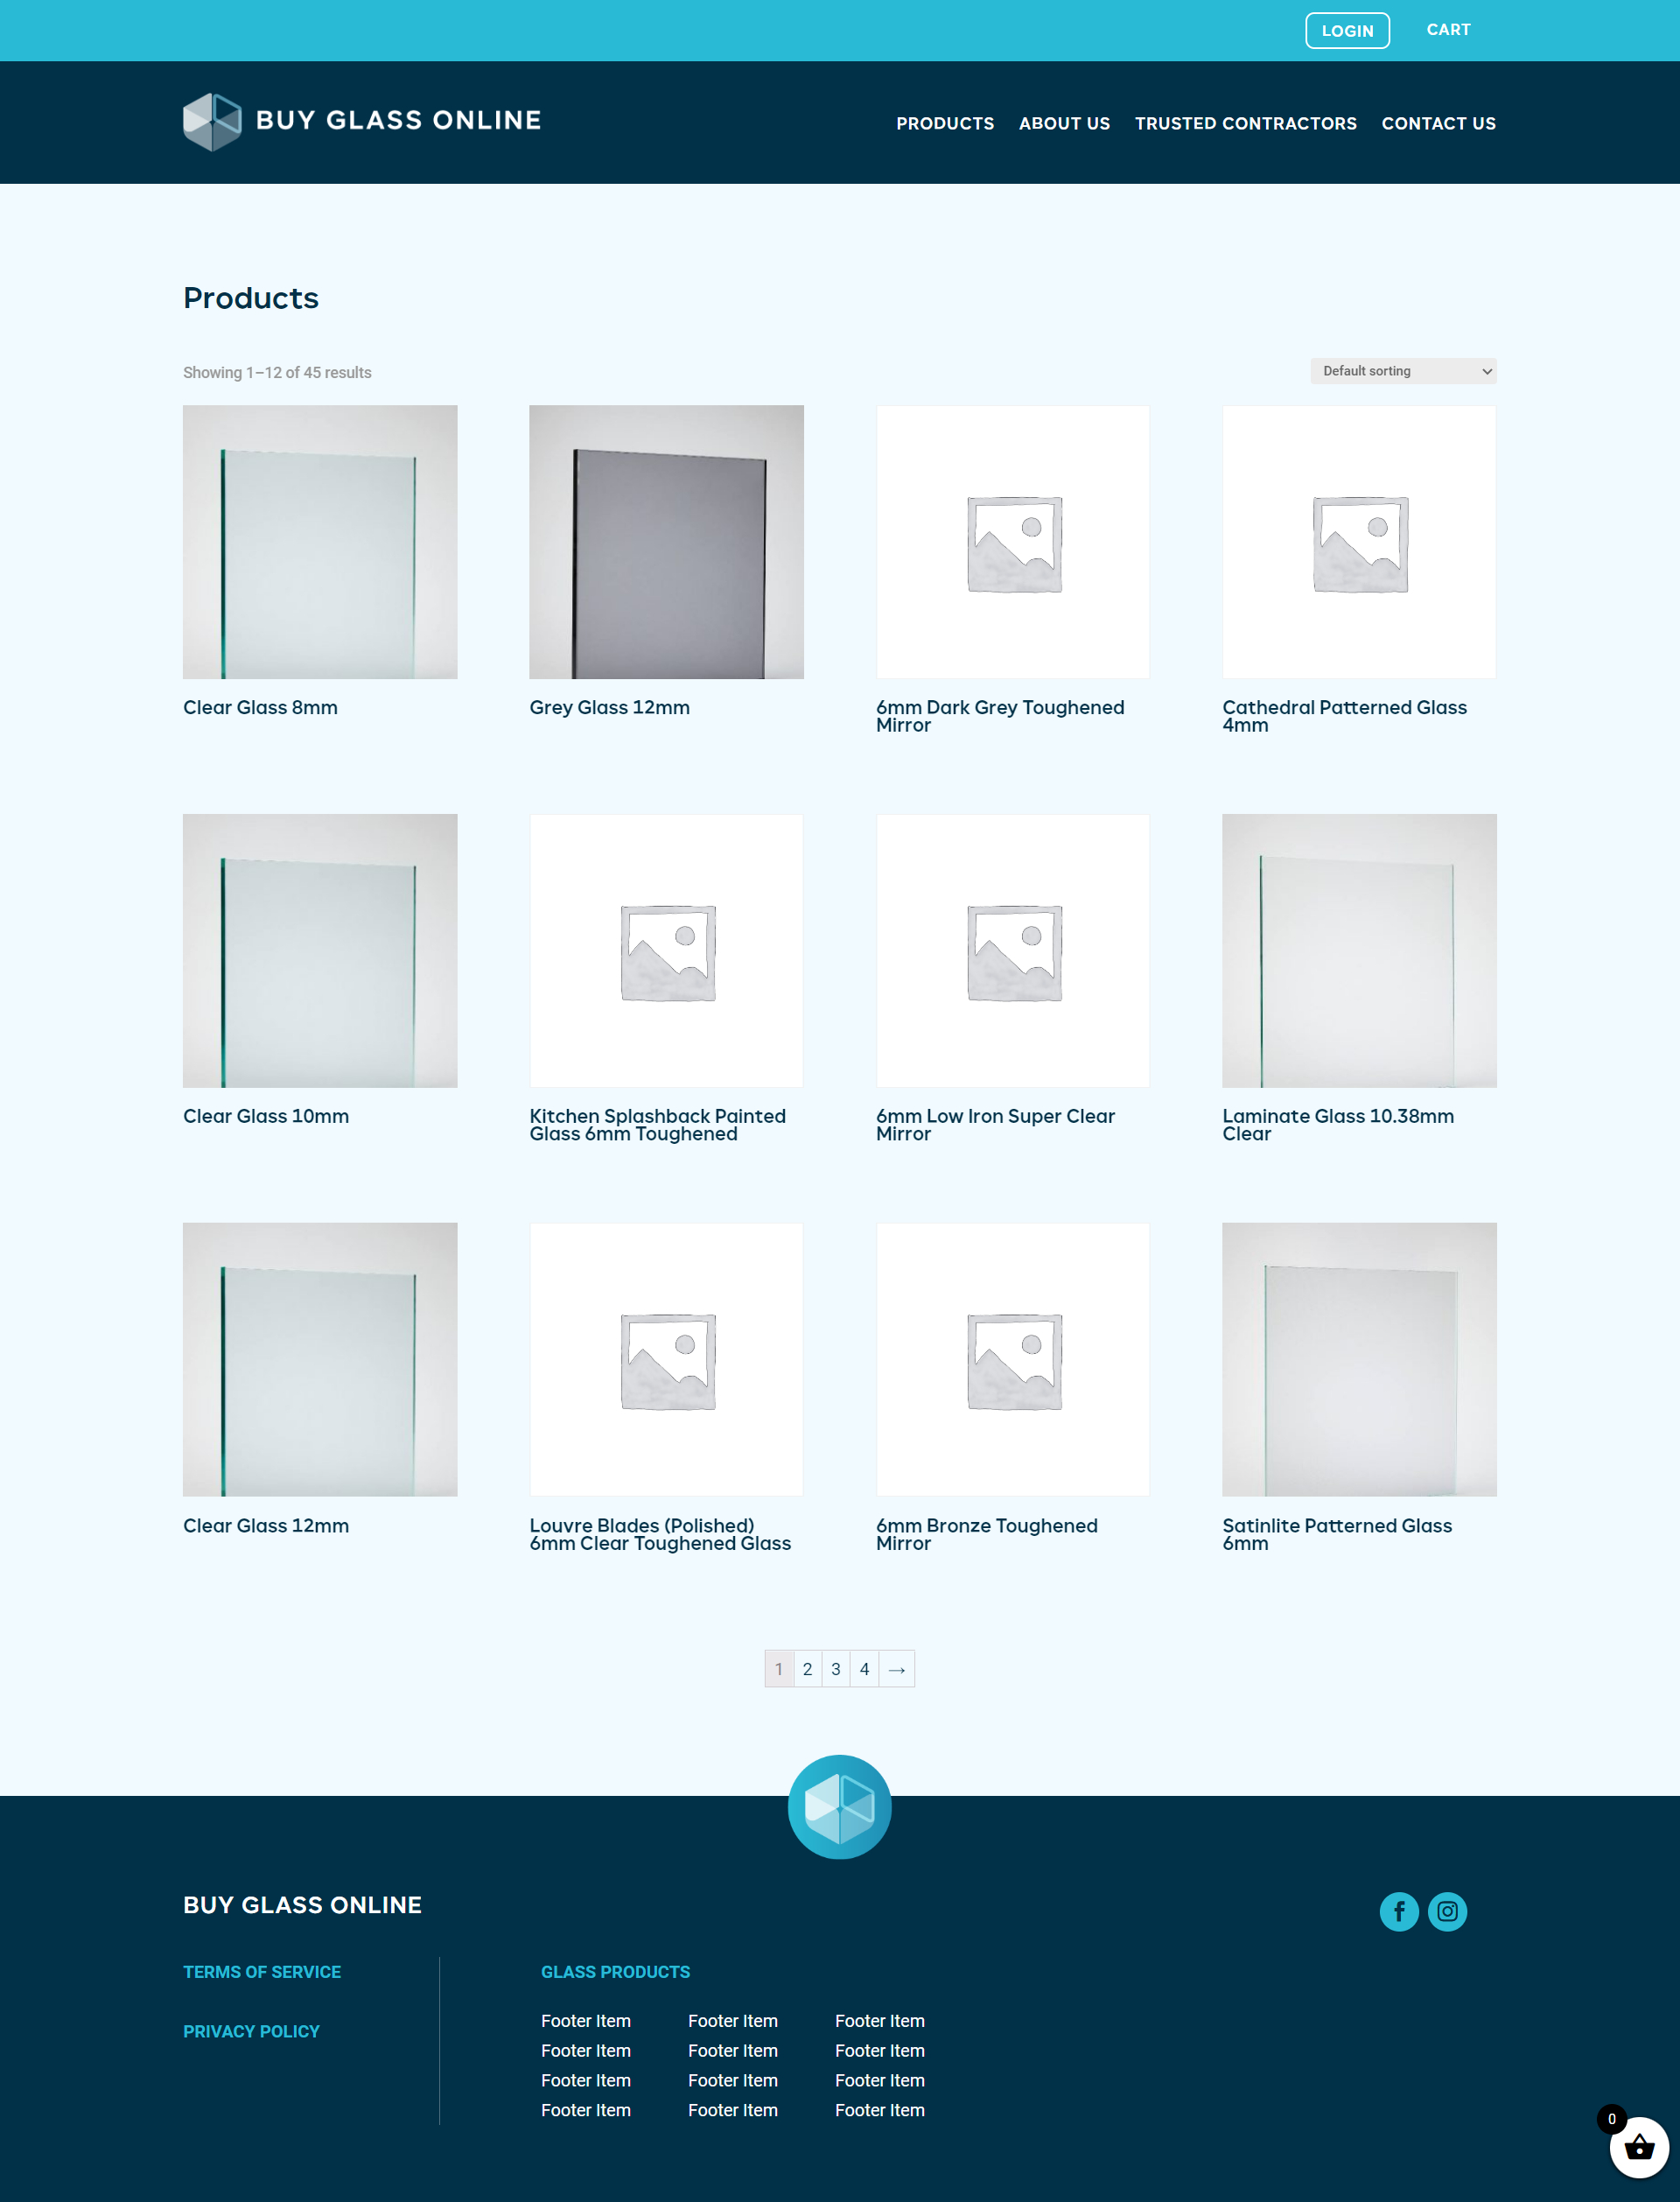 LOGIN
CART
BUY GLASS ONLINE
PRODUCTS
ABOUT US
TRUSTED CONTRACTORS
CONTACT US
Products
Showing 1–12 of 45 results
Default sorting
Clear Glass 8mm
Grey Glass 12mm
6mm Dark Grey Toughened
Mirror
Cathedral Patterned Glass
4mm
Clear Glass 10mm
Kitchen Splashback Painted
Glass 6mm Toughened
6mm Low Iron Super Clear
Mirror
Laminate Glass 10.38mm
Clear
Clear Glass 12mm
Louvre Blades (Polished)
6mm Clear Toughened Glass
6mm Bronze Toughened
Mirror
Satinlite Patterned Glass
6mm
1 2 3 4 →
BUY GLASS ONLINE
TERMS OF SERVICE
PRIVACY POLICY
GLASS PRODUCTS
Footer Item Footer Item Footer Item
Footer Item Footer Item Footer Item
Footer Item Footer Item Footer Item
Footer Item Footer Item Footer Item
0